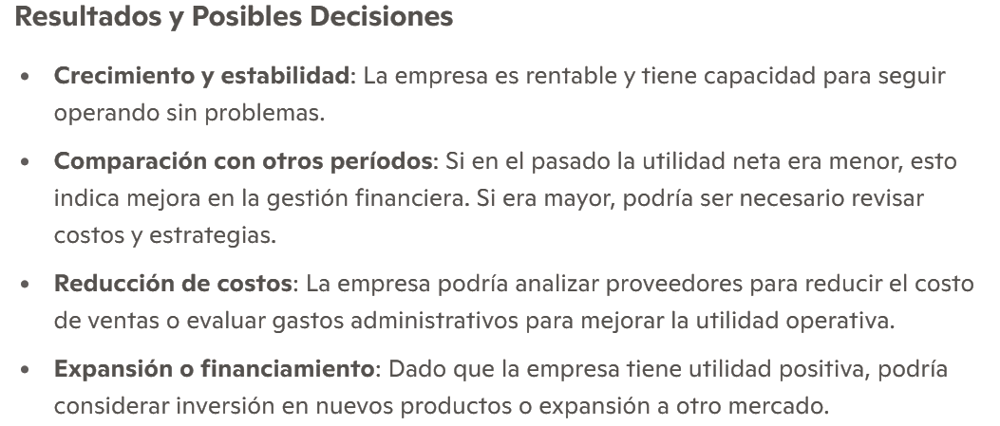 Resultados y Posibles Decisiones
• Crecimiento y estabilidad: La empresa es rentable y tiene capacidad para seguir
operando sin problemas.
• Comparación con otros períodos: Si en el pasado la utilidad neta era menor, esto
indica mejora en la gestión financiera. Si era mayor, podría ser necesario revisar
costos y estrategias.
• Reducción de costos: La empresa podría analizar proveedores para reducir el costo
de ventas o evaluar gastos administrativos para mejorar la utilidad operativa.
• Expansión o financiamiento: Dado que la empresa tiene utilidad positiva, podría
considerar inversión en nuevos productos o expansión a otro mercado.